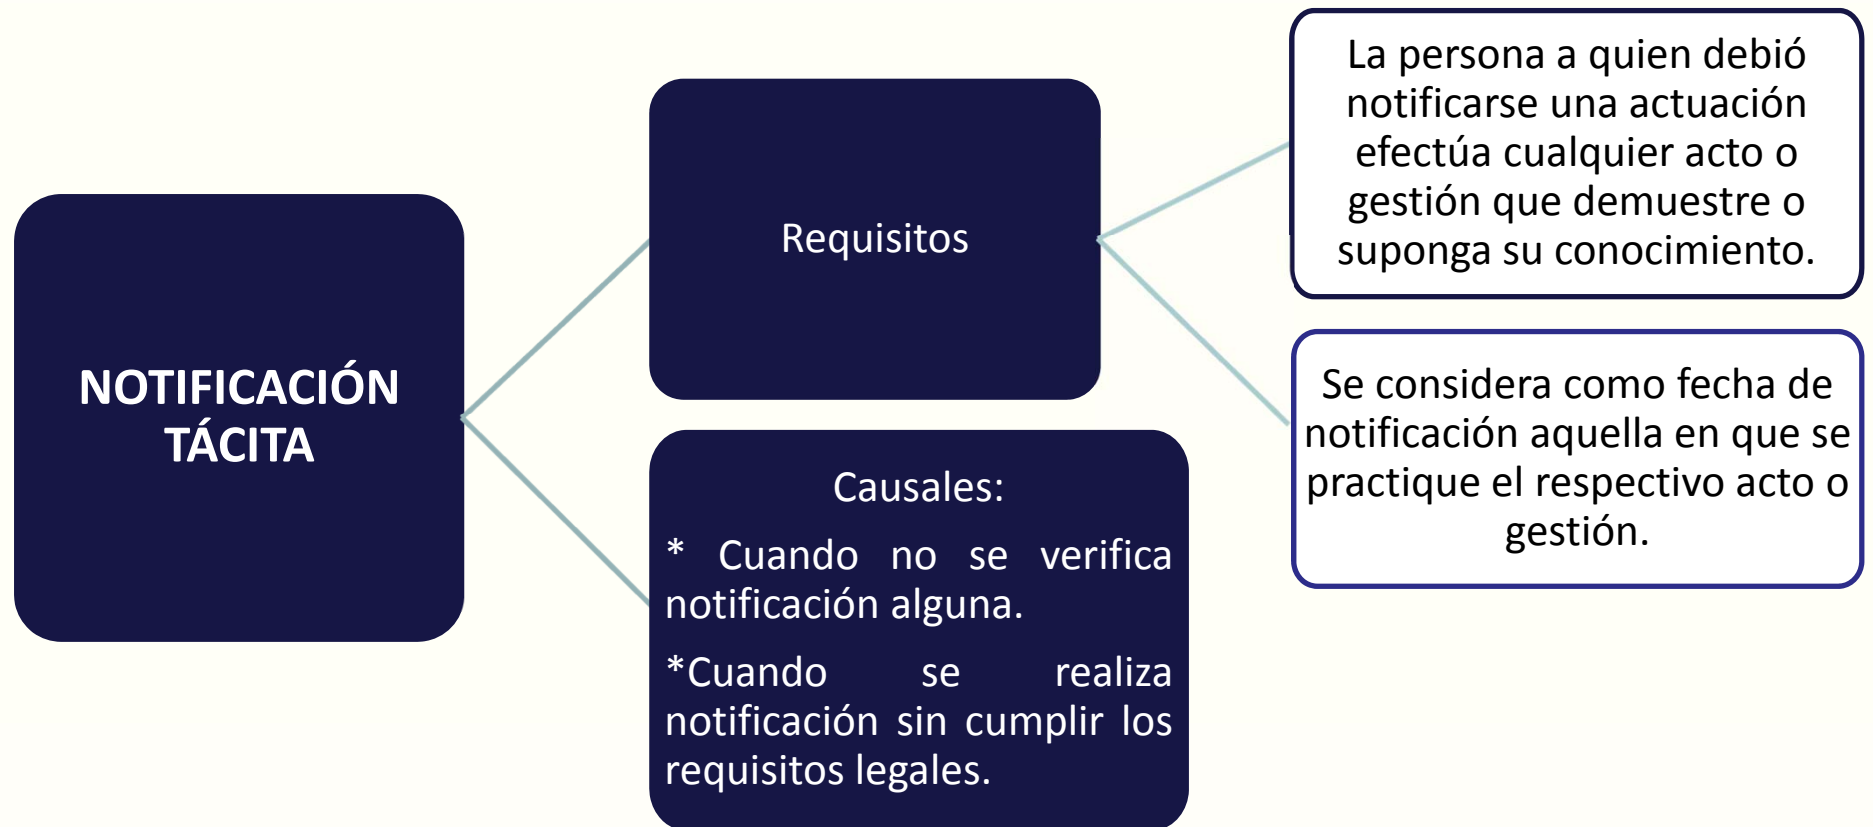 NOTIFICACIÓN
TÁCITA
Requisitos
La persona a quien debió
notificarse una actuación
efectúa cualquier acto o
gestión que demuestre o
suponga su conocimiento.
Se considera como fecha de
notificación aquella en que se
practique el respectivo acto o
gestión.
Causales:
* Cuando no se verifica
notificación alguna.
*Cuando se realiza
notificación sin cumplir los
requisitos legales.